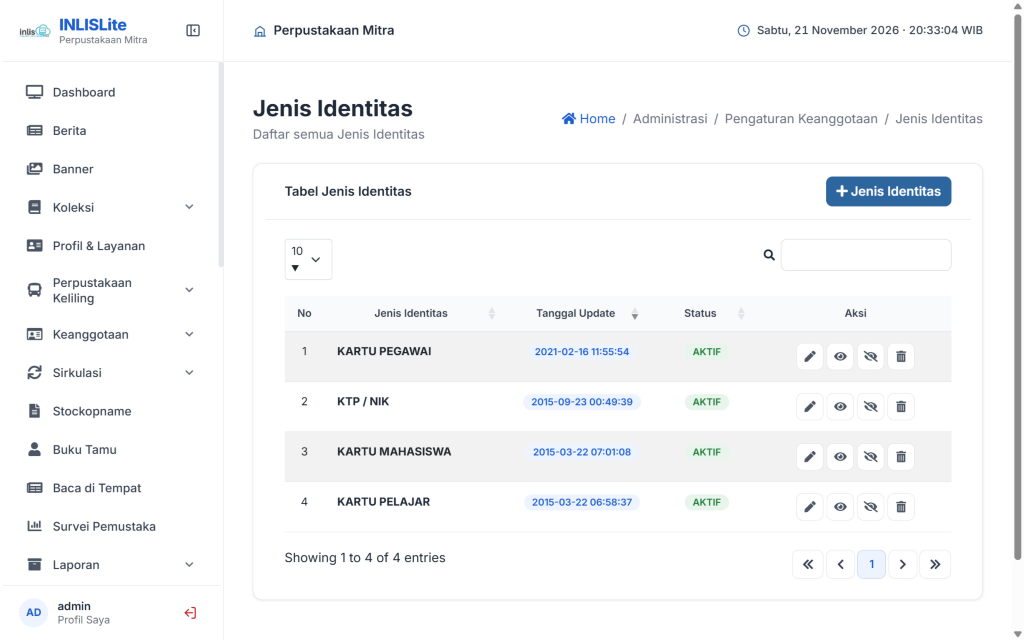 inlis
INLISLite
Perpustakaan Mitra
Perpustakaan Mitra
Sabtu, 21 November 2026 · 20:33:04 WIB
Dashboard
Berita
Banner
Koleksi
Profil & Layanan
Perpustakaan
Keliling
Keanggotaan
Sirkulasi
Stockopname
Buku Tamu
Baca di Tempat
Survei Pemustaka
Laporan
AD
admin
Profil Saya
Jenis Identitas
Daftar semua Jenis Identitas
Home / Administrasi / Pengaturan Keanggotaan / Jenis Identitas
Tabel Jenis Identitas
Jenis Identitas
10
No Jenis Identitas Tanggal Update Status Aksi
1 KARTU PEGAWAI 2021-02-16 11:55:54 AKTIF
2 KTP / NIK 2015-09-23 00:49:39 AKTIF
3 KARTU MAHASISWA 2015-03-22 07:01:08 AKTIF
4 KARTU PELAJAR 2015-03-22 06:58:37 AKTIF
Showing 1 to 4 of 4 entries
1